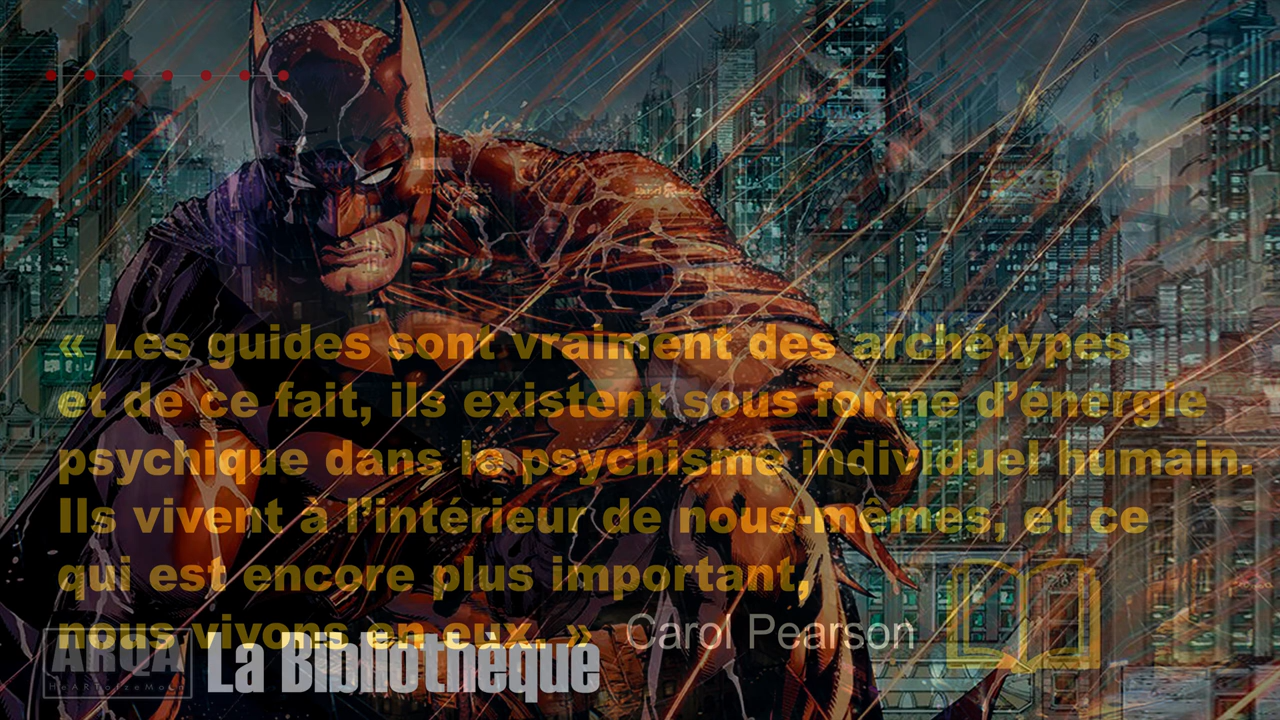 « Les guides sont vraiment des archétypes
et de ce fait, ils existent sous forme d’énergie
psychique dans le psychisme individuel humain.
Ils vivent à l’intérieur de nous-mêmes, et ce
qui est encore plus important,
nous vivons en eux. » Carol Pearson
ARQA La Bibliothèque